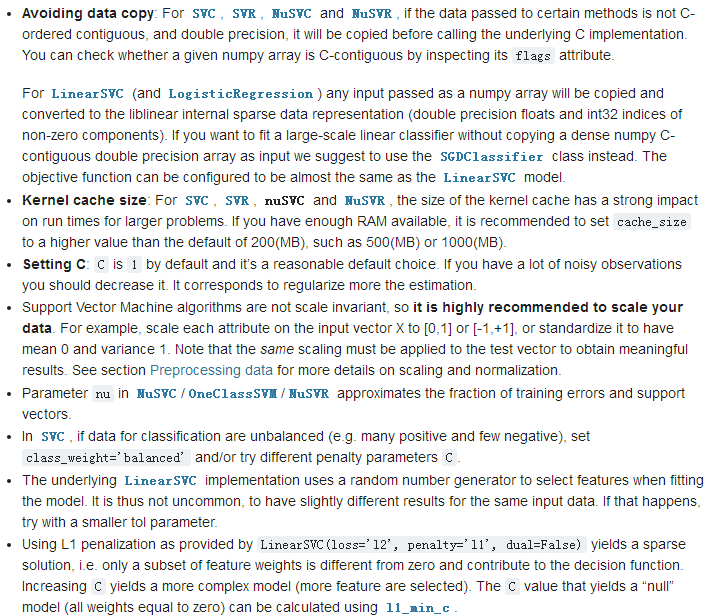 • Avoiding data copy: For SVC, SVR, NuSVC and NuSVR, if the data passed to certain methods is not C-
ordered contiguous, and double precision, it will be copied before calling the underlying C implementation.
You can check whether a given numpy array is C-contiguous by inspecting its flags attribute.
For LinearSVC (and LogisticRegression) any input passed as a numpy array will be copied and
converted to the liblinear internal sparse data representation (double precision floats and int32 indices of
non-zero components). If you want to fit a large-scale linear classifier without copying a dense numpy C-
contiguous double precision array as input we suggest to use the SGDClassifier class instead. The
objective function can be configured to be almost the same as the LinearSVC model.
• Kernel cache size: For SVC, SVR, nuSVC and NuSVR, the size of the kernel cache has a strong impact
on run times for larger problems. If you have enough RAM available, it is recommended to set cache_size
to a higher value than the default of 200(MB), such as 500(MB) or 1000(MB).
• Setting C: C is 1 by default and it's a reasonable default choice. If you have a lot of noisy observations
you should decrease it. It corresponds to regularize more the estimation.
• Support Vector Machine algorithms are not scale invariant, so it is highly recommended to scale your
data. For example, scale each attribute on the input vector X to [0,1] or [-1,+1], or standardize it to have
mean 0 and variance 1. Note that the same scaling must be applied to the test vector to obtain meaningful
results. See section Preprocessing data for more details on scaling and normalization.
• Parameter nu in NuSVC/OneClassSVM/NuSVR approximates the fraction of training errors and support
vectors.
• In SVC, if data for classification are unbalanced (e.g. many positive and few negative), set
class_weight='balanced' and/or try different penalty parameters C.
• The underlying LinearSVC implementation uses a random number generator to select features when fitting
the model. It is thus not uncommon, to have slightly different results for the same input data. If that happens,
try with a smaller tol parameter.
• Using L1 penalization as provided by LinearSVC(loss='l2', penalty='l1', dual=False) yields a sparse
solution, i.e. only a subset of feature weights is different from zero and contribute to the decision function.
Increasing C yields a more complex model (more feature are selected). The C value that yields a “null”
model (all weights equal to zero) can be calculated using l1_min_c.